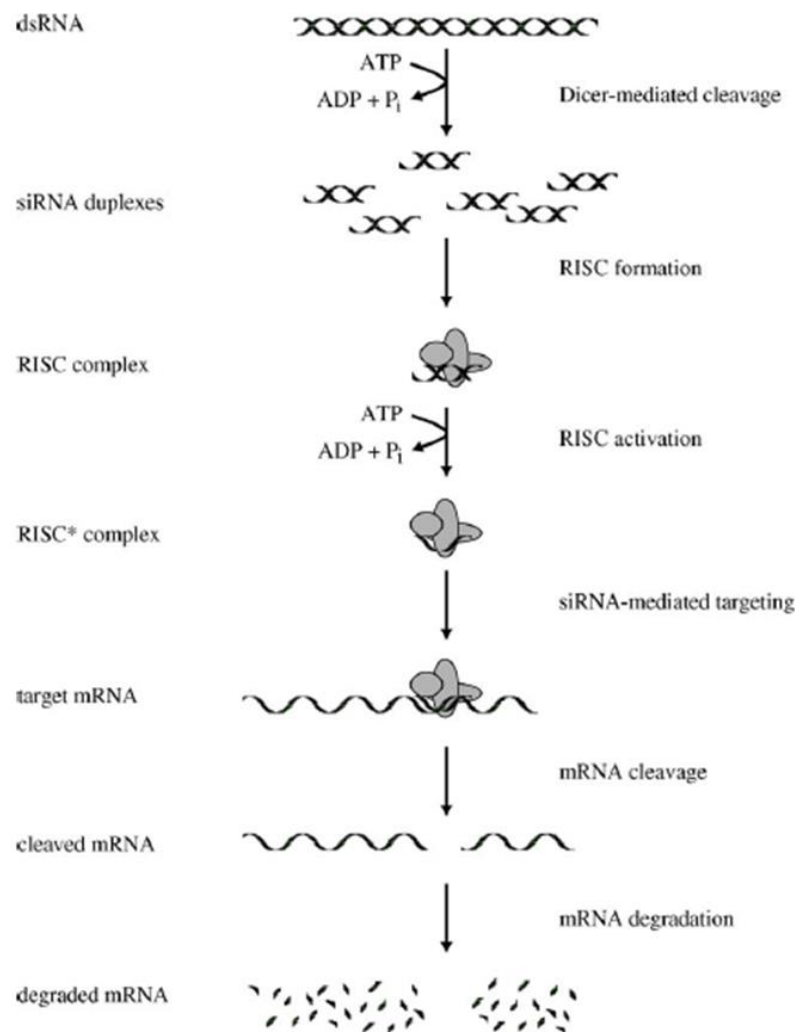 dsRNA
ATP
ADP + Pi
Dicer-mediated cleavage
siRNA duplexes
RISC formation
RISC complex
ATP
ADP + Pi
RISC activation
RISC* complex
siRNA-mediated targeting
target mRNA
mRNA cleavage
cleaved mRNA
mRNA degradation
degraded mRNA